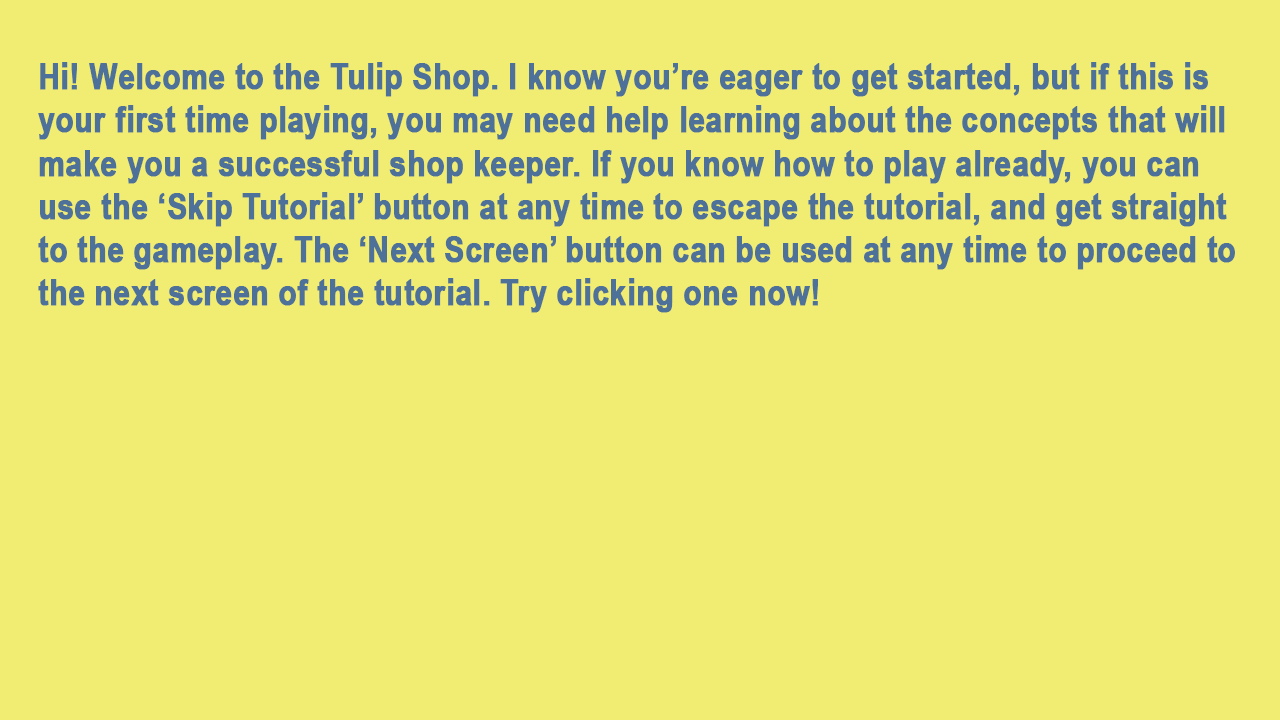 Hi! Welcome to the Tulip Shop. I know you’re eager to get started, but if this is
your first time playing, you may need help learning about the concepts that will
make you a successful shop keeper. If you know how to play already, you can
use the ‘Skip Tutorial’ button at any time to escape the tutorial, and get straight
to the gameplay. The ‘Next Screen’ button can be used at any time to proceed to
the next screen of the tutorial. Try clicking one now!